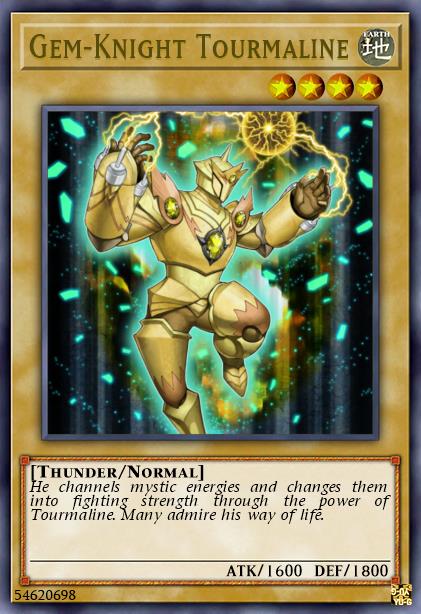 Gem-Knight Tourmaline
EARTH
地
[Thunder/Normal]
He channels mystic energies and changes them
into fighting strength through the power of
Tourmaline. Many admire his way of life.
ATK/1600 DEF/1800
54620698